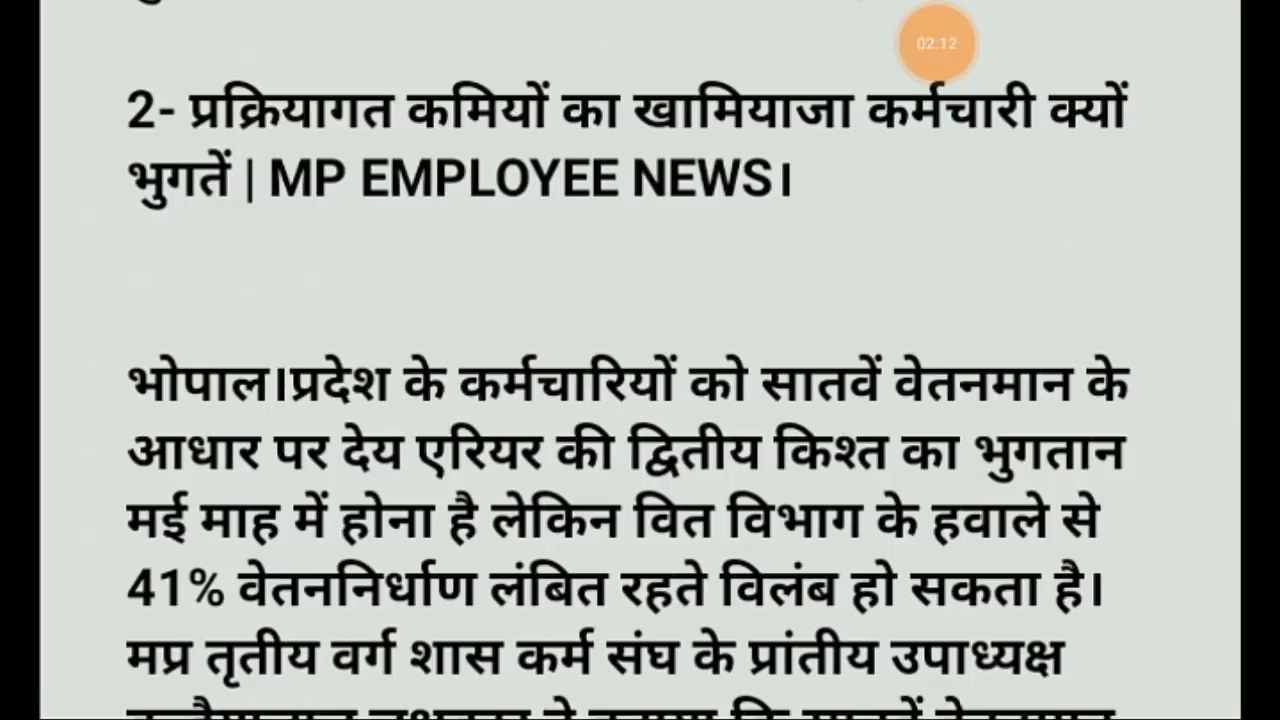 02:12
2- प्रक्रियागत कमियों का खामियाजा कर्मचारी क्यों
भुगतें | MP EMPLOYEE NEWS।
भोपाल।प्रदेश के कर्मचारियों को सातवें वेतनमान के
आधार पर देय एरियर की द्वितीय किश्त का भुगतान
मई माह में होना है लेकिन वित विभाग के हवाले से
41% वेतननिर्धाण लंबित रहते विलंब हो सकता है।
मप्र तृतीय वर्ग शास कर्म संघ के प्रांतीय उपाध्यक्ष